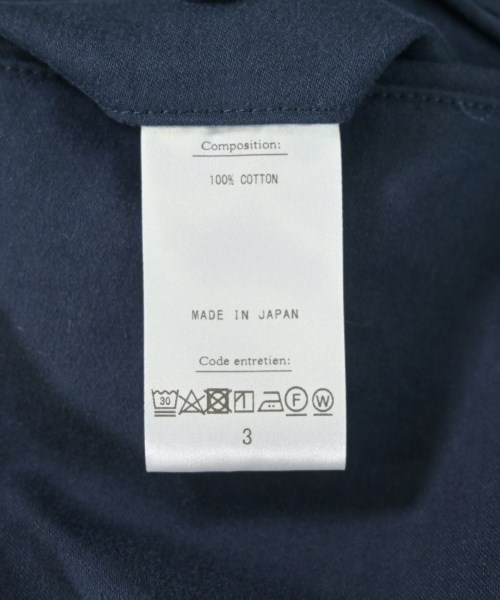 Composition:
100% COTTON
MADE IN JAPAN
Code entretien:
30 F W
3